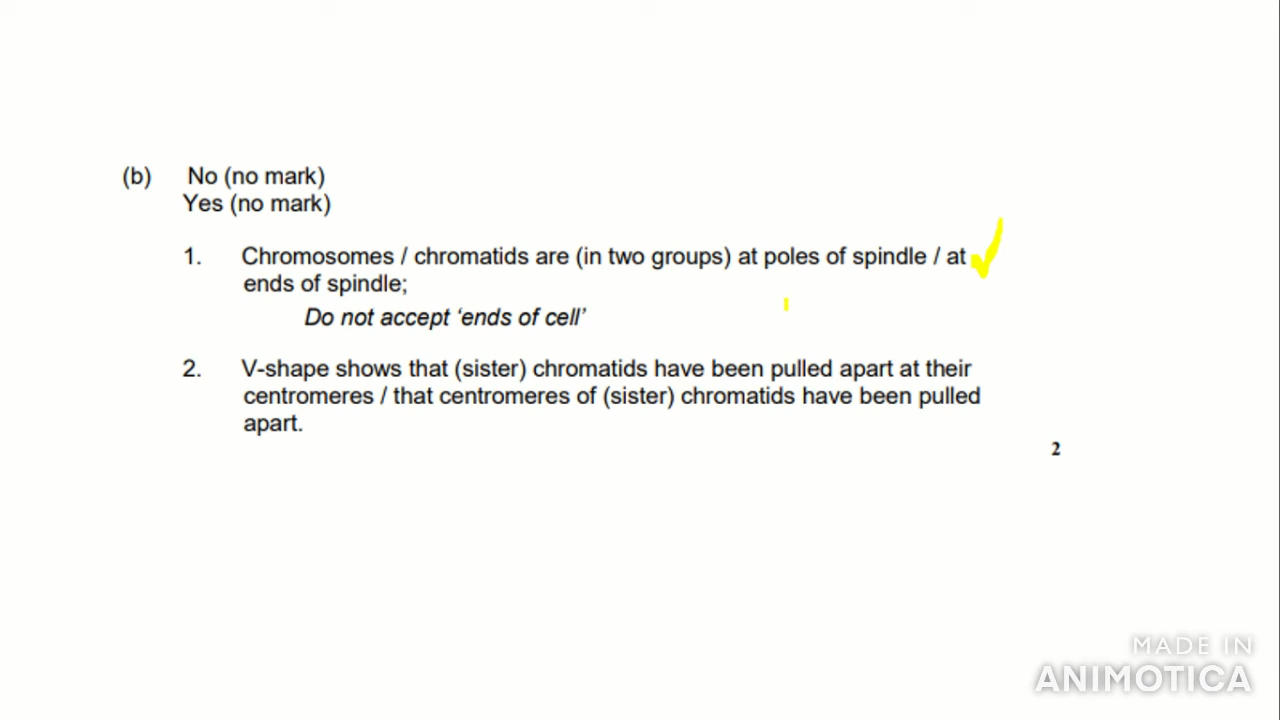 (b) No (no mark)
Yes (no mark)
1. Chromosomes / chromatids are (in two groups) at poles of spindle / at
ends of spindle;
Do not accept ‘ends of cell’
2. V-shape shows that (sister) chromatids have been pulled apart at their
centromeres / that centromeres of (sister) chromatids have been pulled
apart.
2
MADE IN
ANIMOTICA